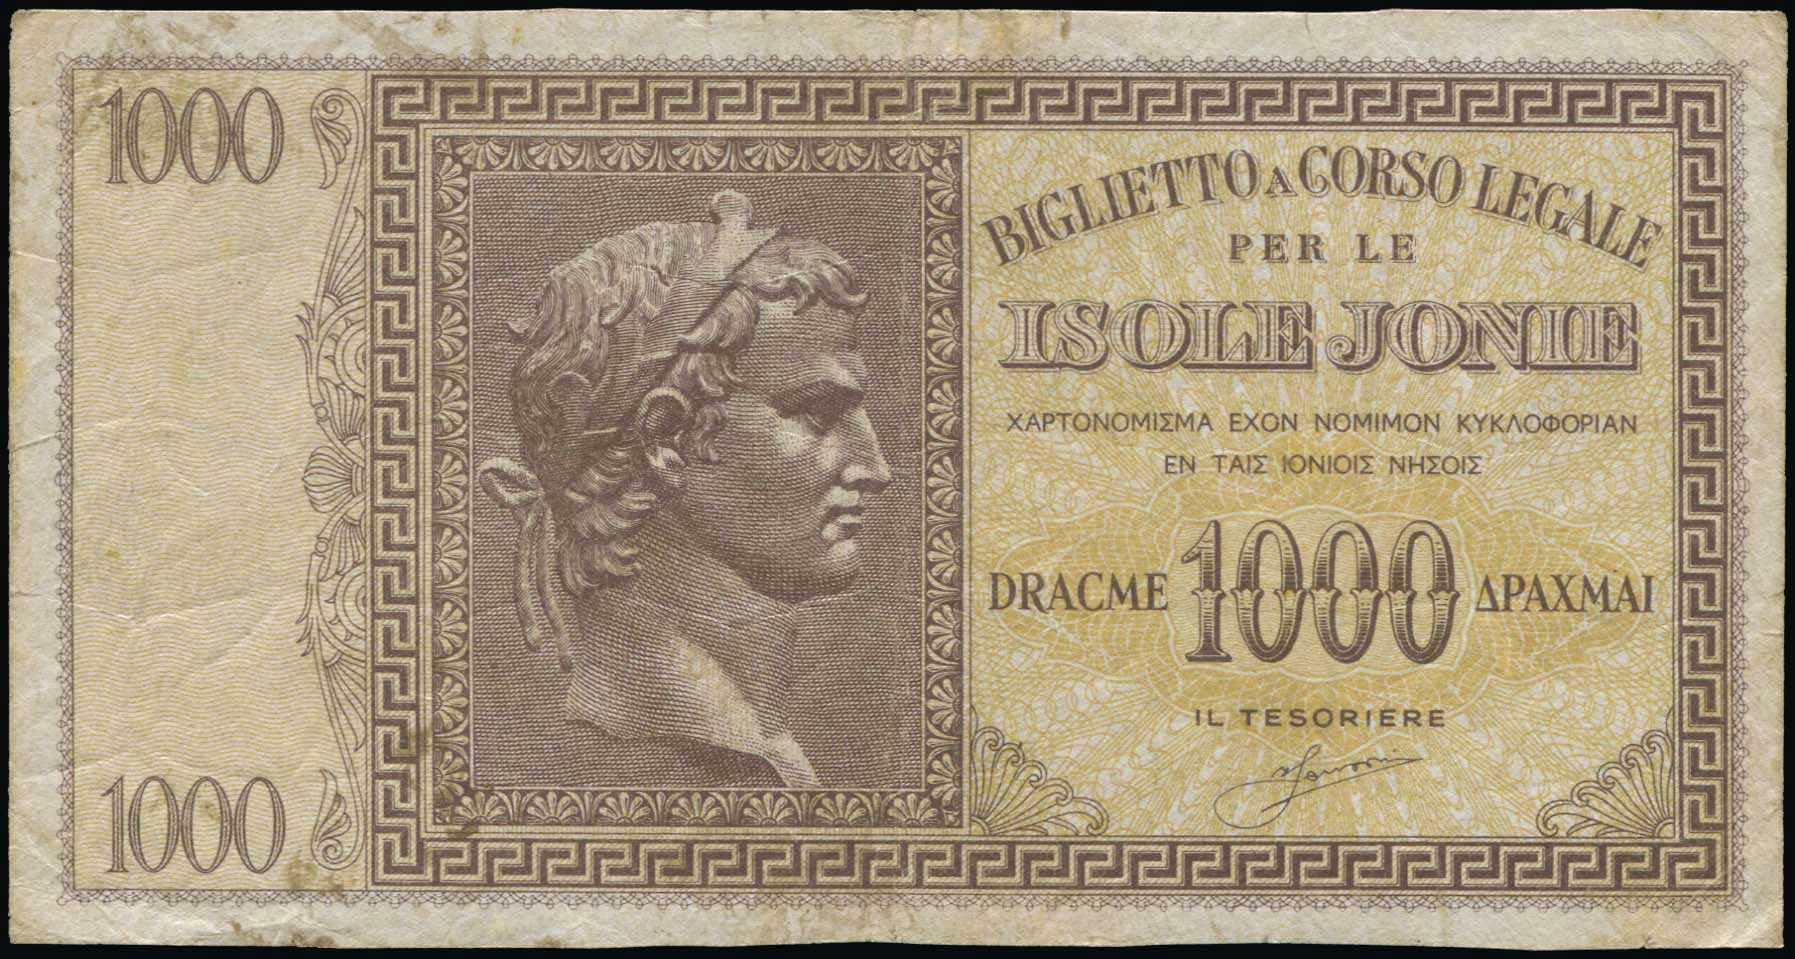 1000
BIGLIETTO A CORSO LEGALE
PER LE
ISOLE JONIE
ΧΑΡΤΟΝΟΜΙΣΜΑ ΕΧΟΝ ΝΟΜΙΜΟΝ ΚΥΚΛΟΦΟΡΙΑΝ
ΕΝ ΤΑΙΣ ΙΟΝΙΟΙΣ ΝΗΣΟΙΣ
DRACME 1000 ΔΡΑΧΜΑΙ
IL TESORIERE
1000